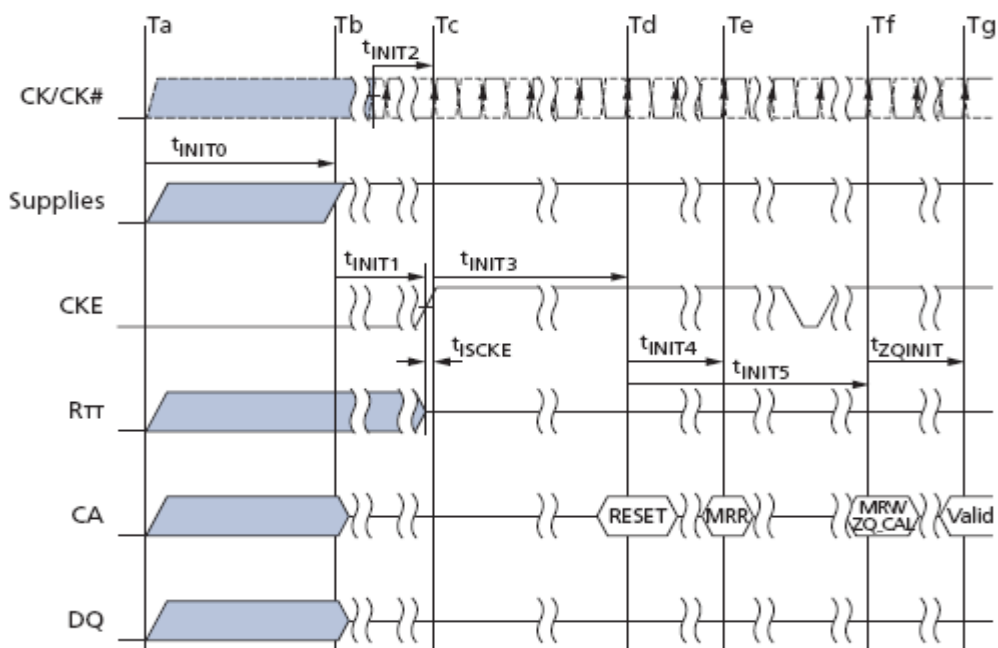 Ta Tb Tc Td Te Tf Tg
tINIT2
CK/CK#
tINIT0
Supplies
tINIT1 tINIT3
CKE
tISCKE tINIT4 tZQINIT
tINIT5
RTT
CA RESET MRR MRW ZQ_CAL Valid
DQ